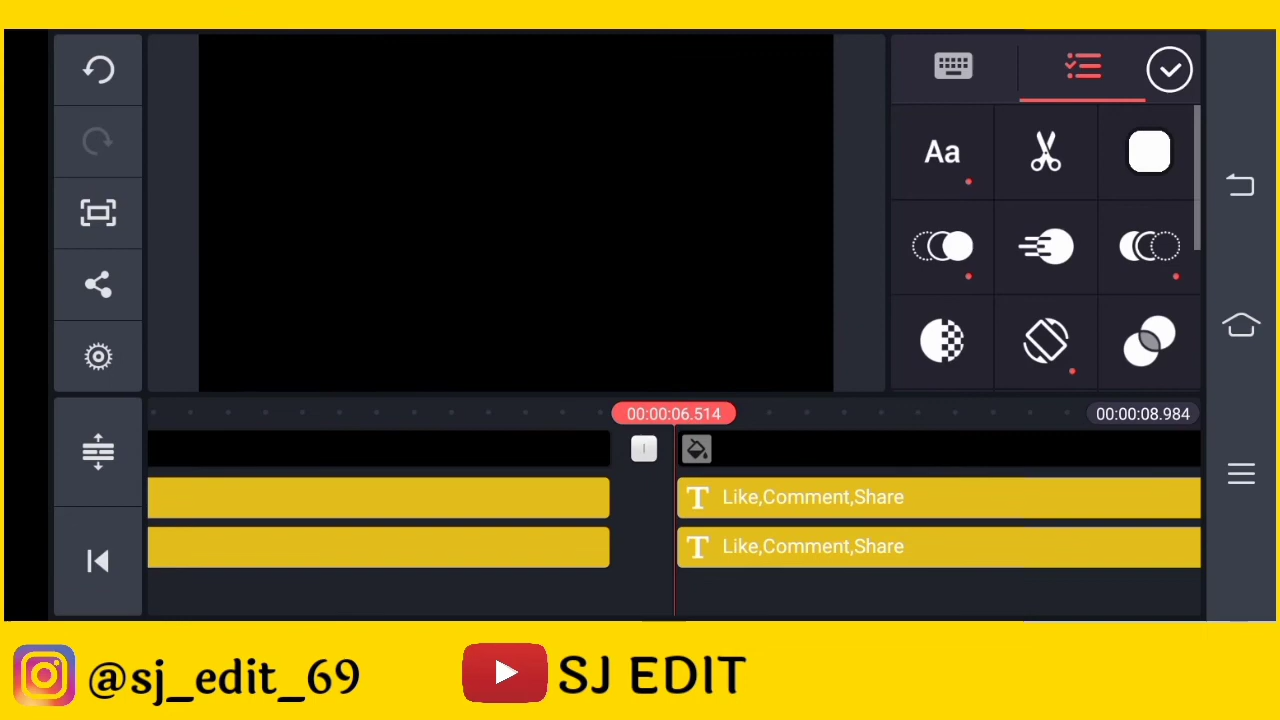 Aa
00:00:06.514
00:00:08.984
T Like,Comment,Share
T Like,Comment,Share
@sj_edit_69
SJ EDIT